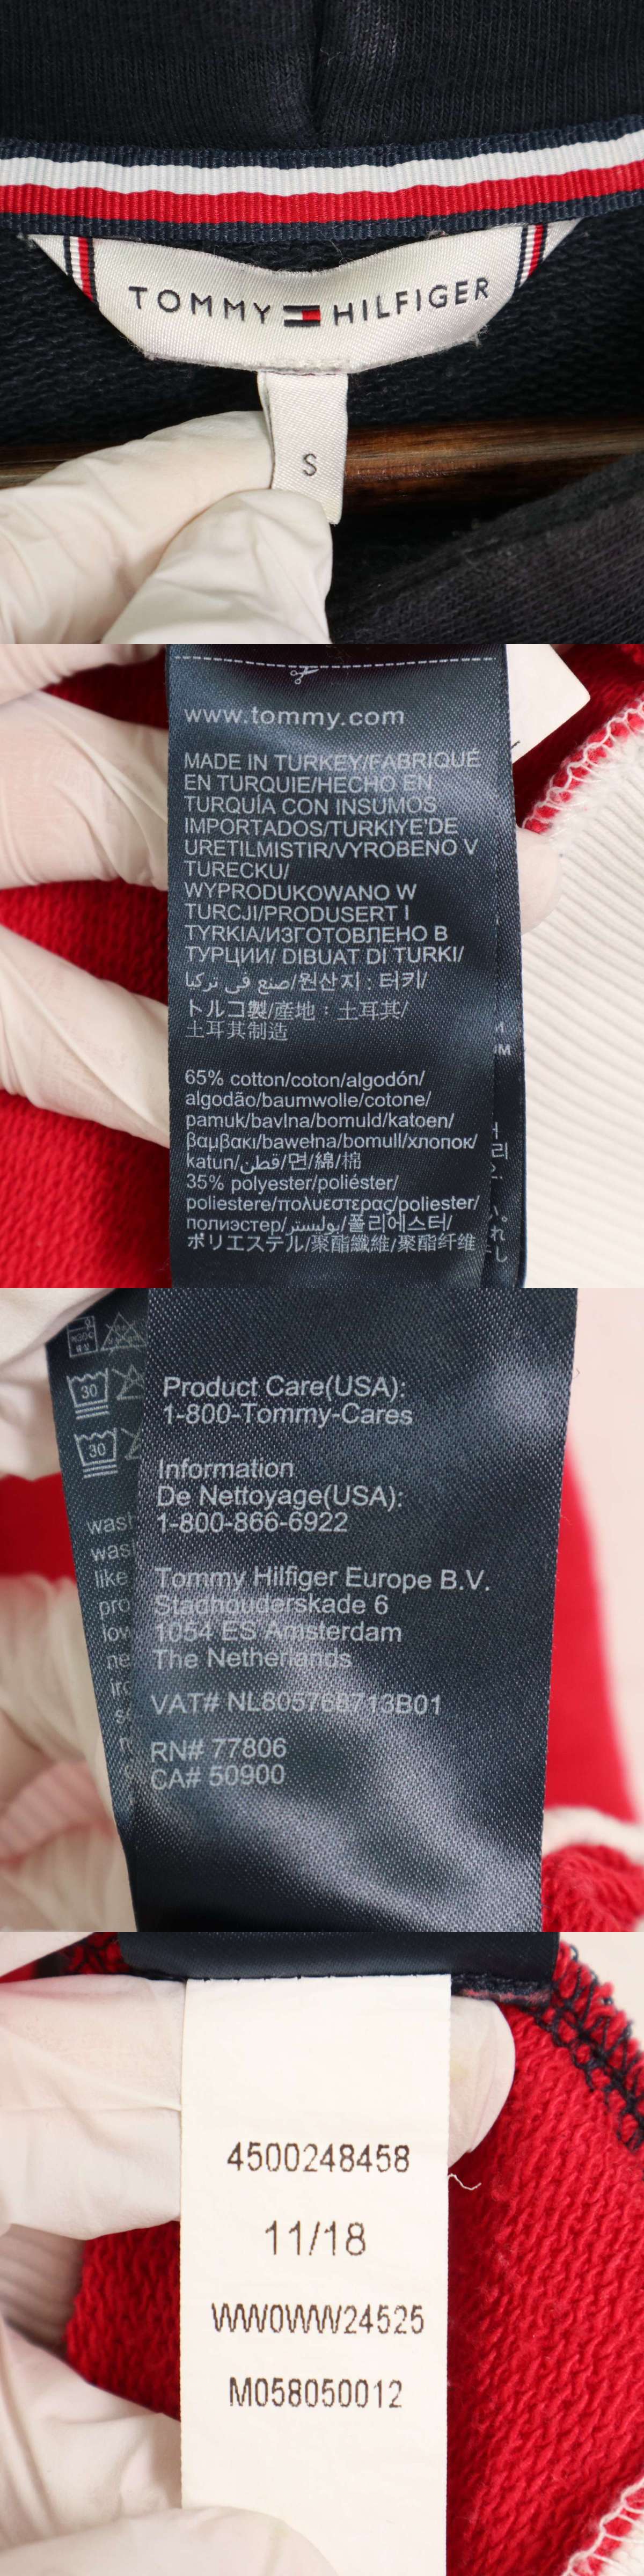 TOMMY HILFIGER
S
www.tommy.com
MADE IN TURKEY/FABRIQUÉ
EN TURQUIE/HECHO EN
TURQUÍA CON INSUMOS
IMPORTADOS/TURKIYE'DE
URETILMISTIR/VYROBENO V
TURECKU/
WYPRODUKOWANO W
TURCJI/PRODUSERT I
TYRKIA/ИЗГОТОВЛЕНО В
ТУРЦИИ/ DIBUAT DI TURKI/
صنع في تركيا/원산지 : 터키/
トルコ製/產地：土耳其/
土耳其制造
65% cotton/coton/algodón/
algodão/baumwolle/cotone/
pamuk/bavlna/bomuld/katoen/
βαμβακι/bawełna/bomull/хлопок/
katun/قطن/면/綿/棉
35% polyester/poliéster/
poliestere/πολυεστερας/poliester/
полиэстер/بوليستر/폴리에스터/
ポリエステル/聚酯纖維/聚酯纤维
30
30
Product Care(USA):
1-800-Tommy-Cares
Information
De Nettoyage(USA):
1-800-866-6922
Tommy Hilfiger Europe B.V.
Stadhouderskade 6
1054 ES Amsterdam
The Netherlands
VAT# NL805768713B01
RN# 77806
CA# 50900
like
4500248458
11/18
WW0WW24525
M058050012